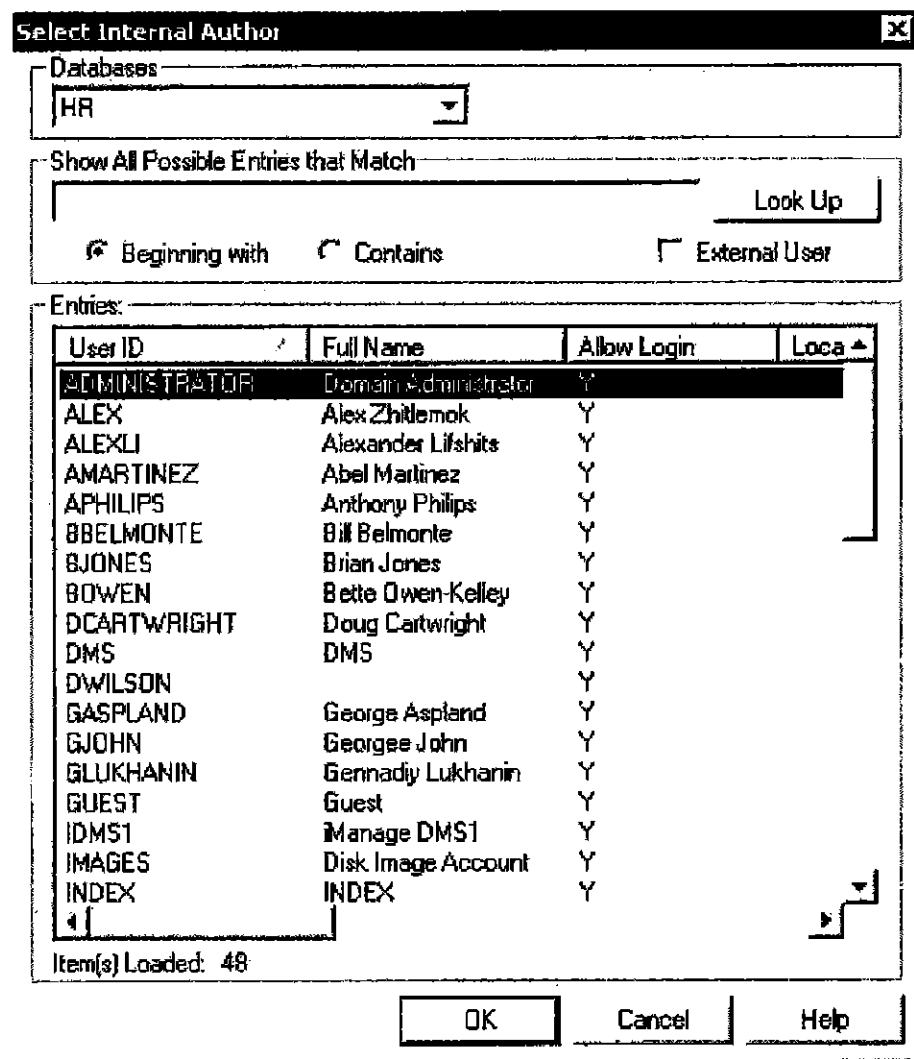 Select Internal Author
Databases
HR
Show All Possible Entries that Match
Look Up
Beginning with Contains External User
Entries:
User ID Full Name Allow Login Loca
ADMINISTRATOR Domain Administrator Y
ALEX Alex Zhitlemok Y
ALEXLI Alexander Lifshits Y
AMARTINEZ Abel Martinez Y
APHILIPS Anthony Philips Y
BBELMONTE Bill Belmonte Y
BJONES Brian Jones Y
BOWEN Bette Owen-Kelley Y
DCARTWRIGHT Doug Cartwright Y
DMS DMS Y
DWILSON Y
GASPLAND George Aspland Y
GJOHN Georgee John Y
GLUKHANIN Gennadiy Lukhanin Y
GUEST Guest Y
IDMS1 iManage DMS1 Y
IMAGES Disk Image Account Y
INDEX INDEX Y
Item(s) Loaded: 48
OK Cancel Help